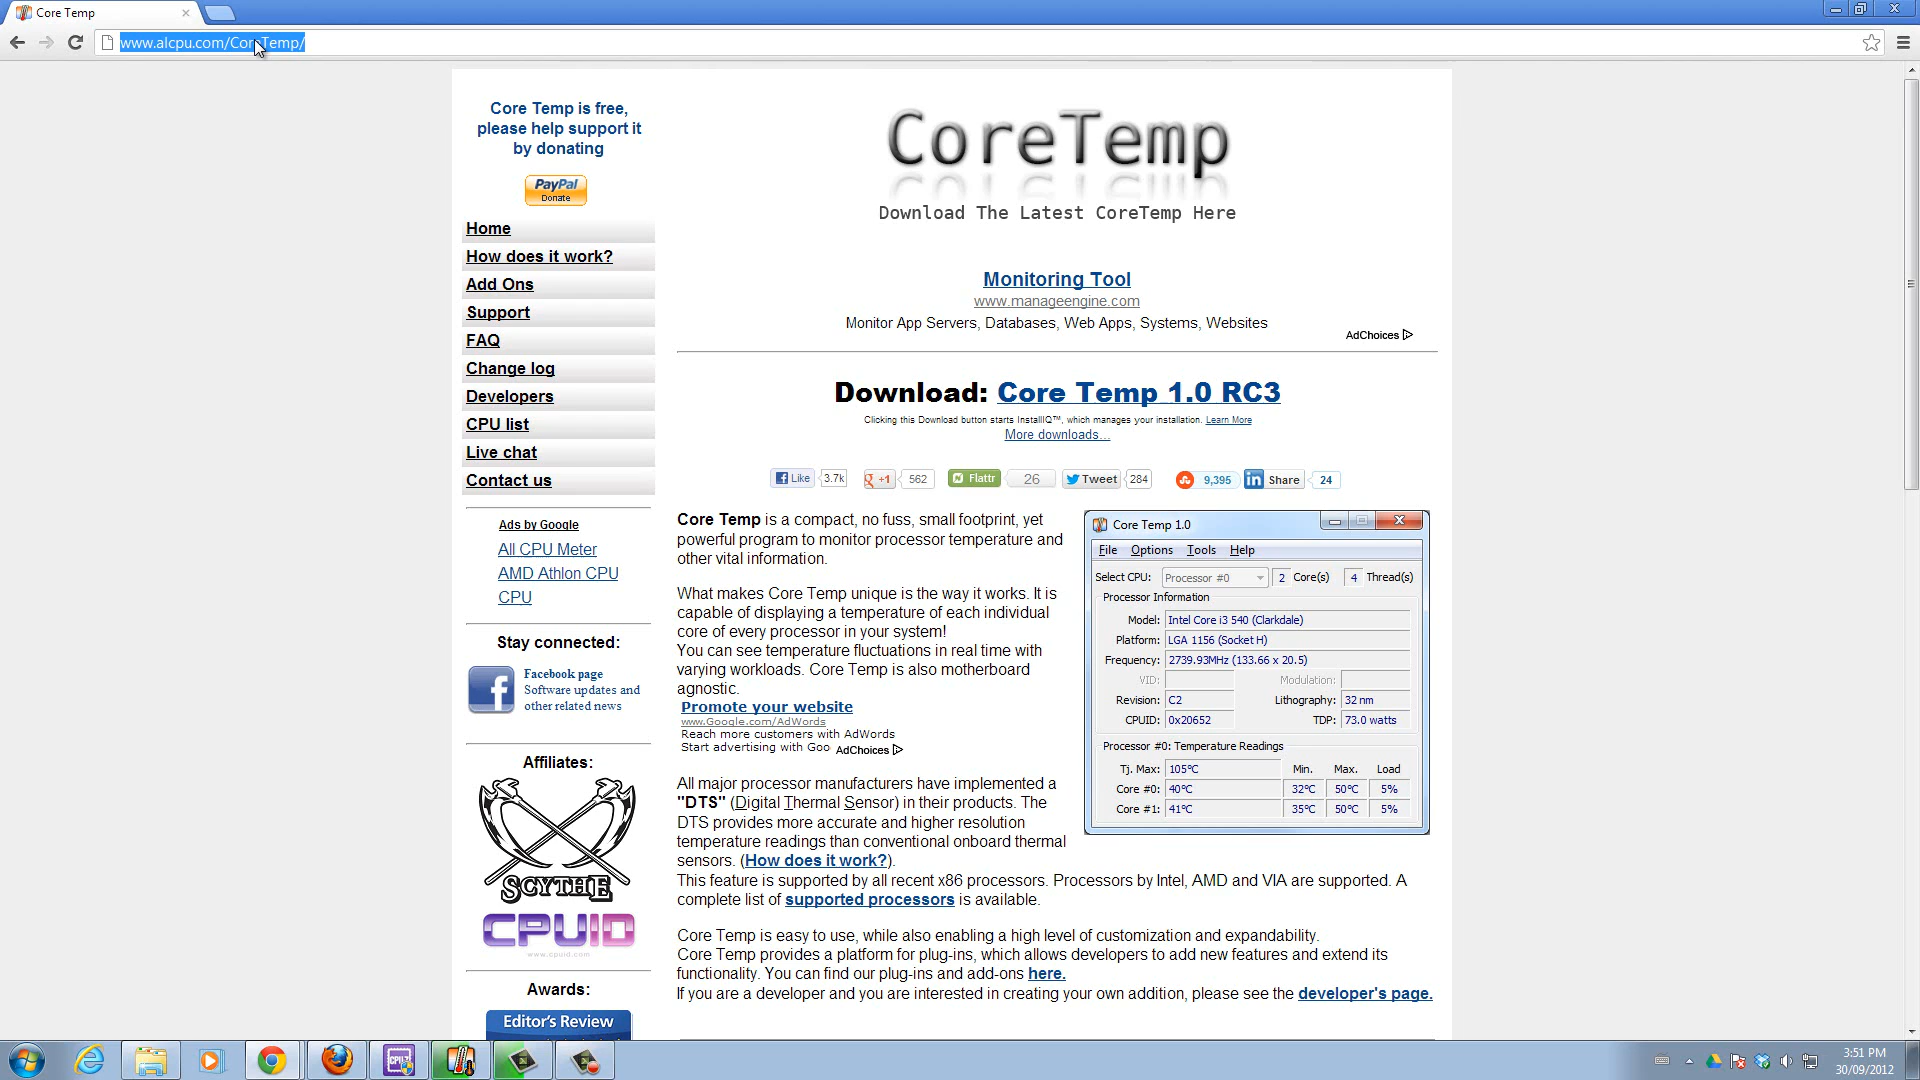 Core Temp
www.alcpu.com/CoreTemp/
Core Temp is free,
please help support it
by donating
PayPal
Donate
Home
How does it work?
Add Ons
Support
FAQ
Change log
Developers
CPU list
Live chat
Contact us
Ads by Google
All CPU Meter
AMD Athlon CPU
CPU
Stay connected:
Facebook page
Software updates and
other related news
Affiliates:
SCYTHE
CPUID
www.cpuid.com
Awards:
Editor's Review
CoreTemp
Download The Latest CoreTemp Here
Monitoring Tool
www.manageengine.com
Monitor App Servers, Databases, Web Apps, Systems, Websites
AdChoices
Download: Core Temp 1.0 RC3
Clicking this Download button starts InstallIQ™, which manages your installation. Learn More
More downloads...
Like 3.7k +1 562 Flattr 26 Tweet 284 9,395 Share 24
Core Temp is a compact, no fuss, small footprint, yet
powerful program to monitor processor temperature and
other vital information.
What makes Core Temp unique is the way it works. It is
capable of displaying a temperature of each individual
core of every processor in your system!
You can see temperature fluctuations in real time with
varying workloads. Core Temp is also motherboard
agnostic.
Promote your website
www.Google.com/AdWords
Reach more customers with AdWords
Start advertising with Goo AdChoices
All major processor manufacturers have implemented a
"DTS" (Digital Thermal Sensor) in their products. The
DTS provides more accurate and higher resolution
temperature readings than conventional onboard thermal
sensors. (How does it work?).
This feature is supported by all recent x86 processors. Processors by Intel, AMD and VIA are supported. A
complete list of supported processors is available.
Core Temp is easy to use, while also enabling a high level of customization and expandability.
Core Temp provides a platform for plug-ins, which allows developers to add new features and extend its
functionality. You can find our plug-ins and add-ons here.
If you are a developer and you are interested in creating your own addition, please see the developer's page.
Core Temp 1.0
File Options Tools Help
Select CPU: Processor #0 2 Core(s) 4 Thread(s)
Processor Information
Model: Intel Core i3 540 (Clarkdale)
Platform: LGA 1156 (Socket H)
Frequency: 2739.93MHz (133.66 x 20.5)
VID: Modulation:
Revision: C2 Lithography: 32 nm
CPUID: 0x20652 TDP: 73.0 watts
Processor #0: Temperature Readings
Tj. Max: 105°C Min. Max. Load
Core #0: 40°C 32°C 50°C 5%
Core #1: 41°C 35°C 50°C 5%
3:51 PM
30/09/2012